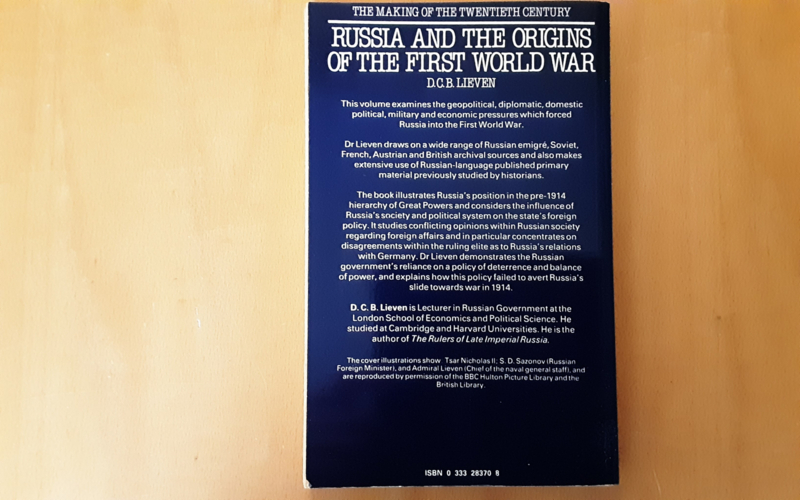 THE MAKING OF THE TWENTIETH CENTURY
RUSSIA AND THE ORIGINS
OF THE FIRST WORLD WAR
D.C.B. LIEVEN
This volume examines the geopolitical, diplomatic, domestic
political, military and economic pressures which forced
Russia into the First World War.
Dr Lieven draws on a wide range of Russian emigré, Soviet,
French, Austrian and British archival sources and also makes
extensive use of Russian-language published primary
material previously studied by historians.
The book illustrates Russia's position in the pre-1914
hierarchy of Great Powers and considers the influence of
Russia's society and political system on the state's foreign
policy. It studies conflicting opinions within Russian society
regarding foreign affairs and in particular concentrates on
disagreements within the ruling elite as to Russia's relations
with Germany. Dr Lieven demonstrates the Russian
government's reliance on a policy of deterrence and balance
of power, and explains how this policy failed to avert Russia's
slide towards war in 1914.
D. C. B. Lieven is Lecturer in Russian Government at the
London School of Economics and Political Science. He
studied at Cambridge and Harvard Universities. He is the
author of The Rulers of Late Imperial Russia.
The cover illustrations show Tsar Nicholas II; S. D. Sazonov (Russian
Foreign Minister), and Admiral Lieven (Chief of the naval general staff), and
are reproduced by permission of the BBC Hulton Picture Library and the
British Library.
ISBN 0 333 28370